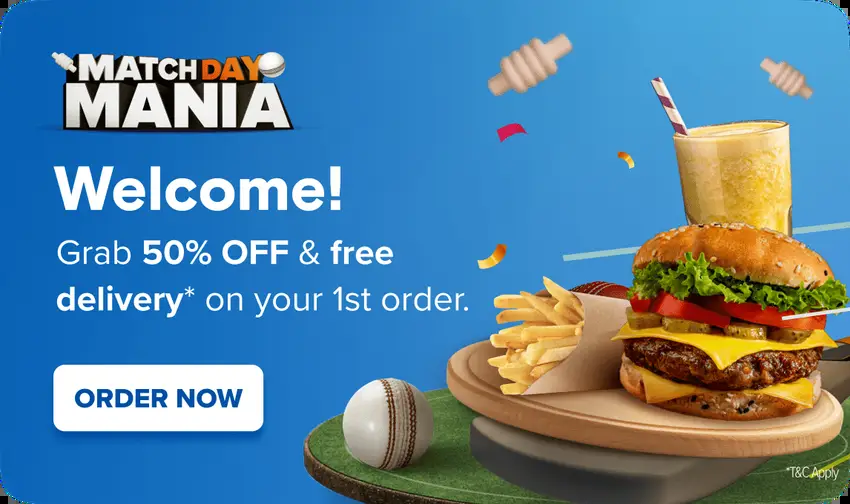 MATCH DAY
MANIA
Welcome!
Grab 50% OFF & free
delivery* on your 1st order.
ORDER NOW
*T&C Apply